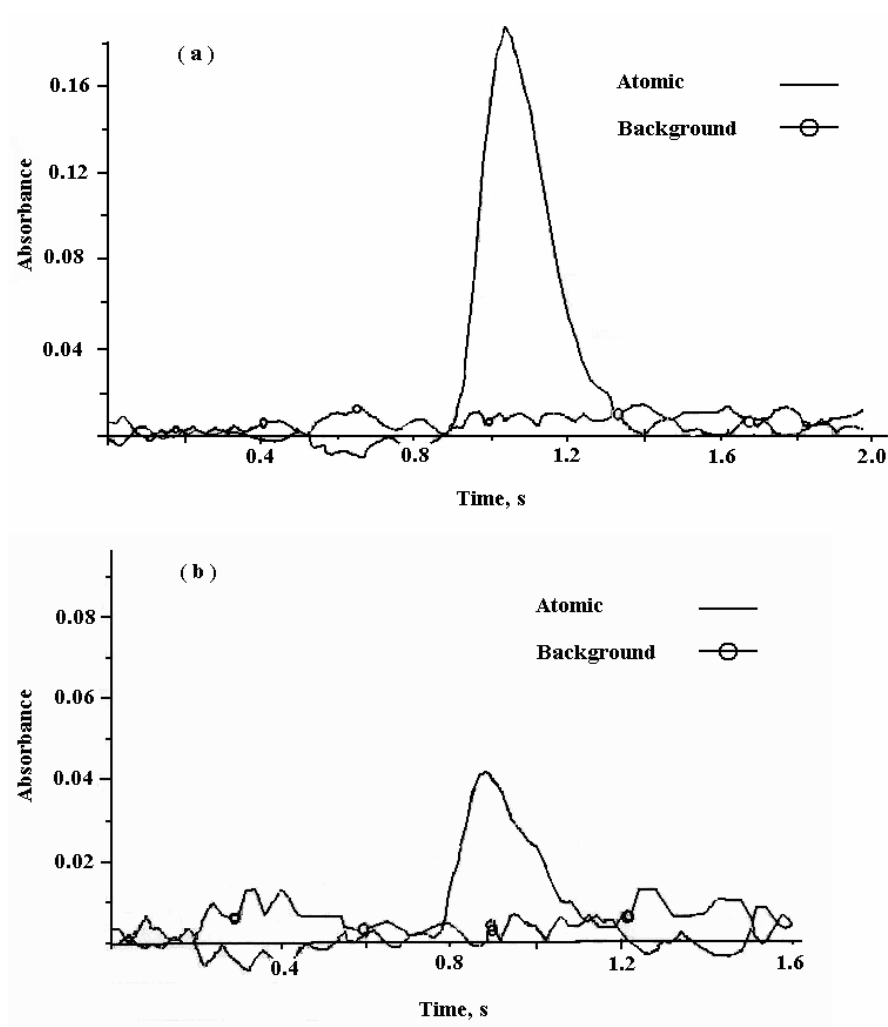 ( a )
Atomic
Background
0.16
0.12
0.08
0.04
Absorbance
0.4 0.8 1.2 1.6 2.0
Time, s
( b )
Atomic
Background
0.08
0.06
0.04
0.02
Absorbance
0.4 0.8 1.2 1.6
Time, s